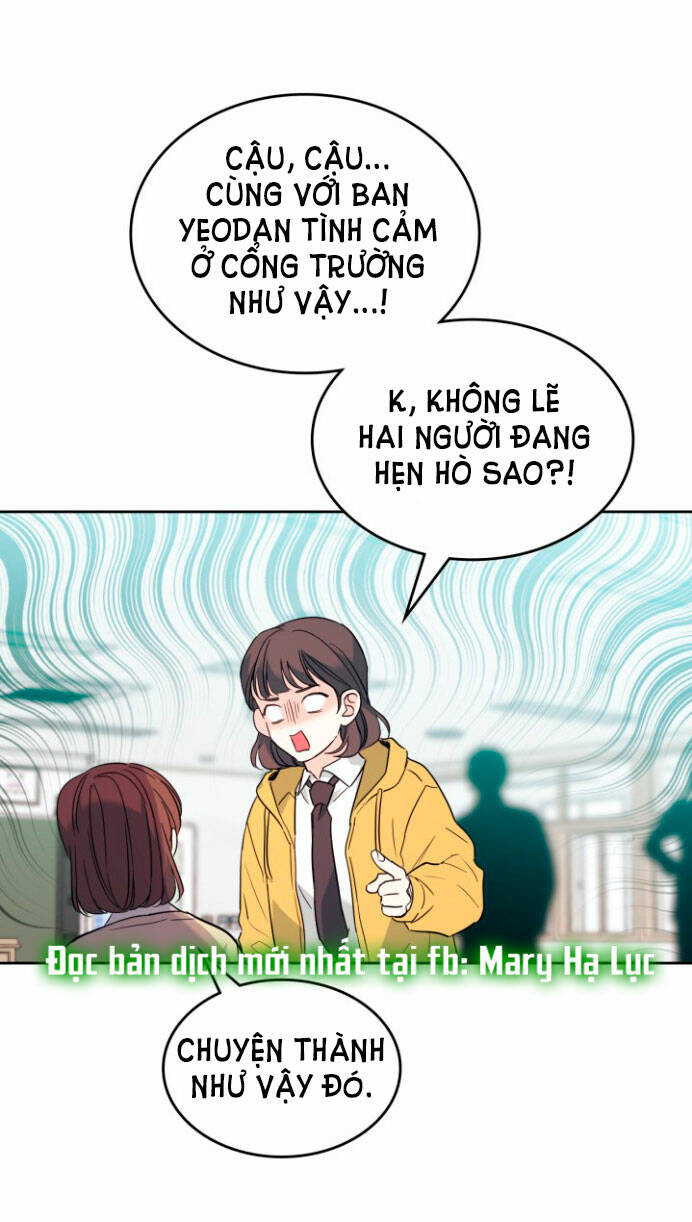 CẬU, CẬU...
CÙNG VỚI BAN
YEODAN TÌNH CẢM
Ở CỔNG TRƯỜNG
NHƯ VẬY...!
K, KHÔNG LẼ
HAI NGƯỜI ĐANG
HẸN HÒ SAO?!
Đọc bản dịch mới nhất tại fb: Mary Hạ Lục
CHUYỆN THÀNH
NHƯ VẬY ĐÓ.